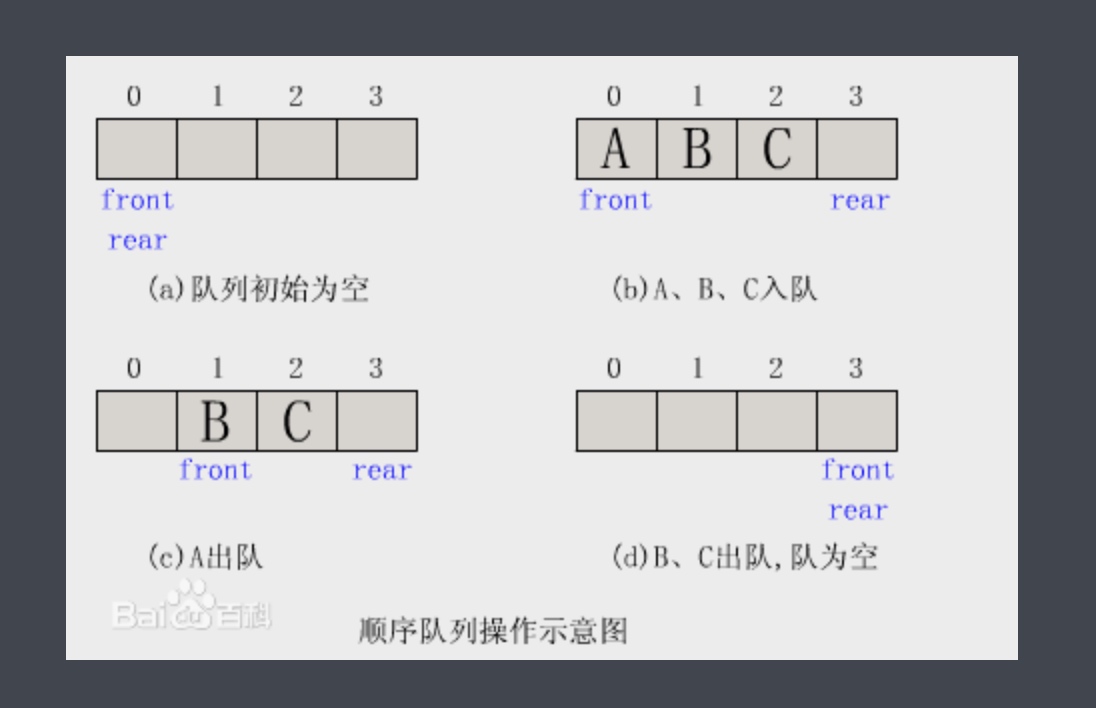 0 1 2 3
0 1 2 3
A B C
front
front rear
rear
(a)队列初始为空
(b)A、B、C入队
0 1 2 3
0 1 2 3
B C
front rear
front
rear
(c)A出队
(d)B、C出队,队为空
Baidu百科
顺序队列操作示意图